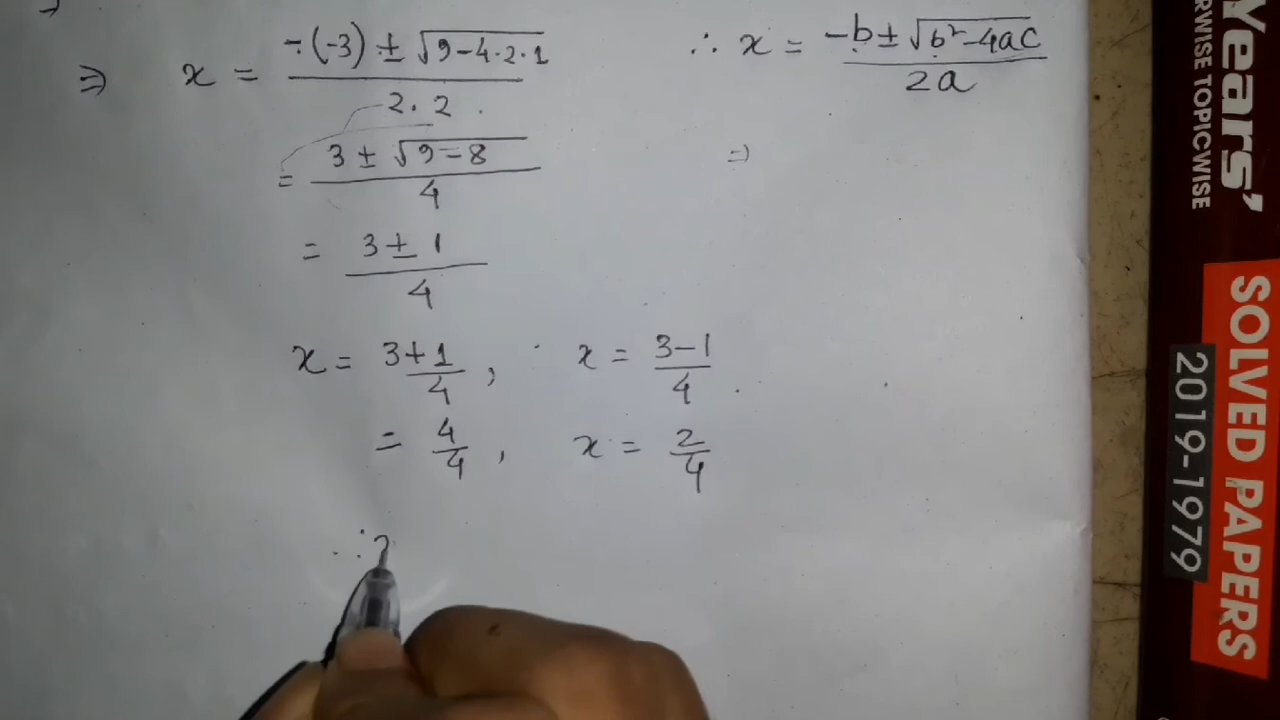 ⇒ x = -(-3) ± √9-4·2·1 / 2·2 ∴ x = -b ± √b²-4ac / 2a
= 3 ± √9-8 / 4 ⇒
= 3 ± 1 / 4
x = 3+1 / 4 , x = 3-1 / 4 .
= 4/4 , x = 2/4
∴
Years'
RWISE TOPICWISE
SOLVED PAPERS
2019-1979